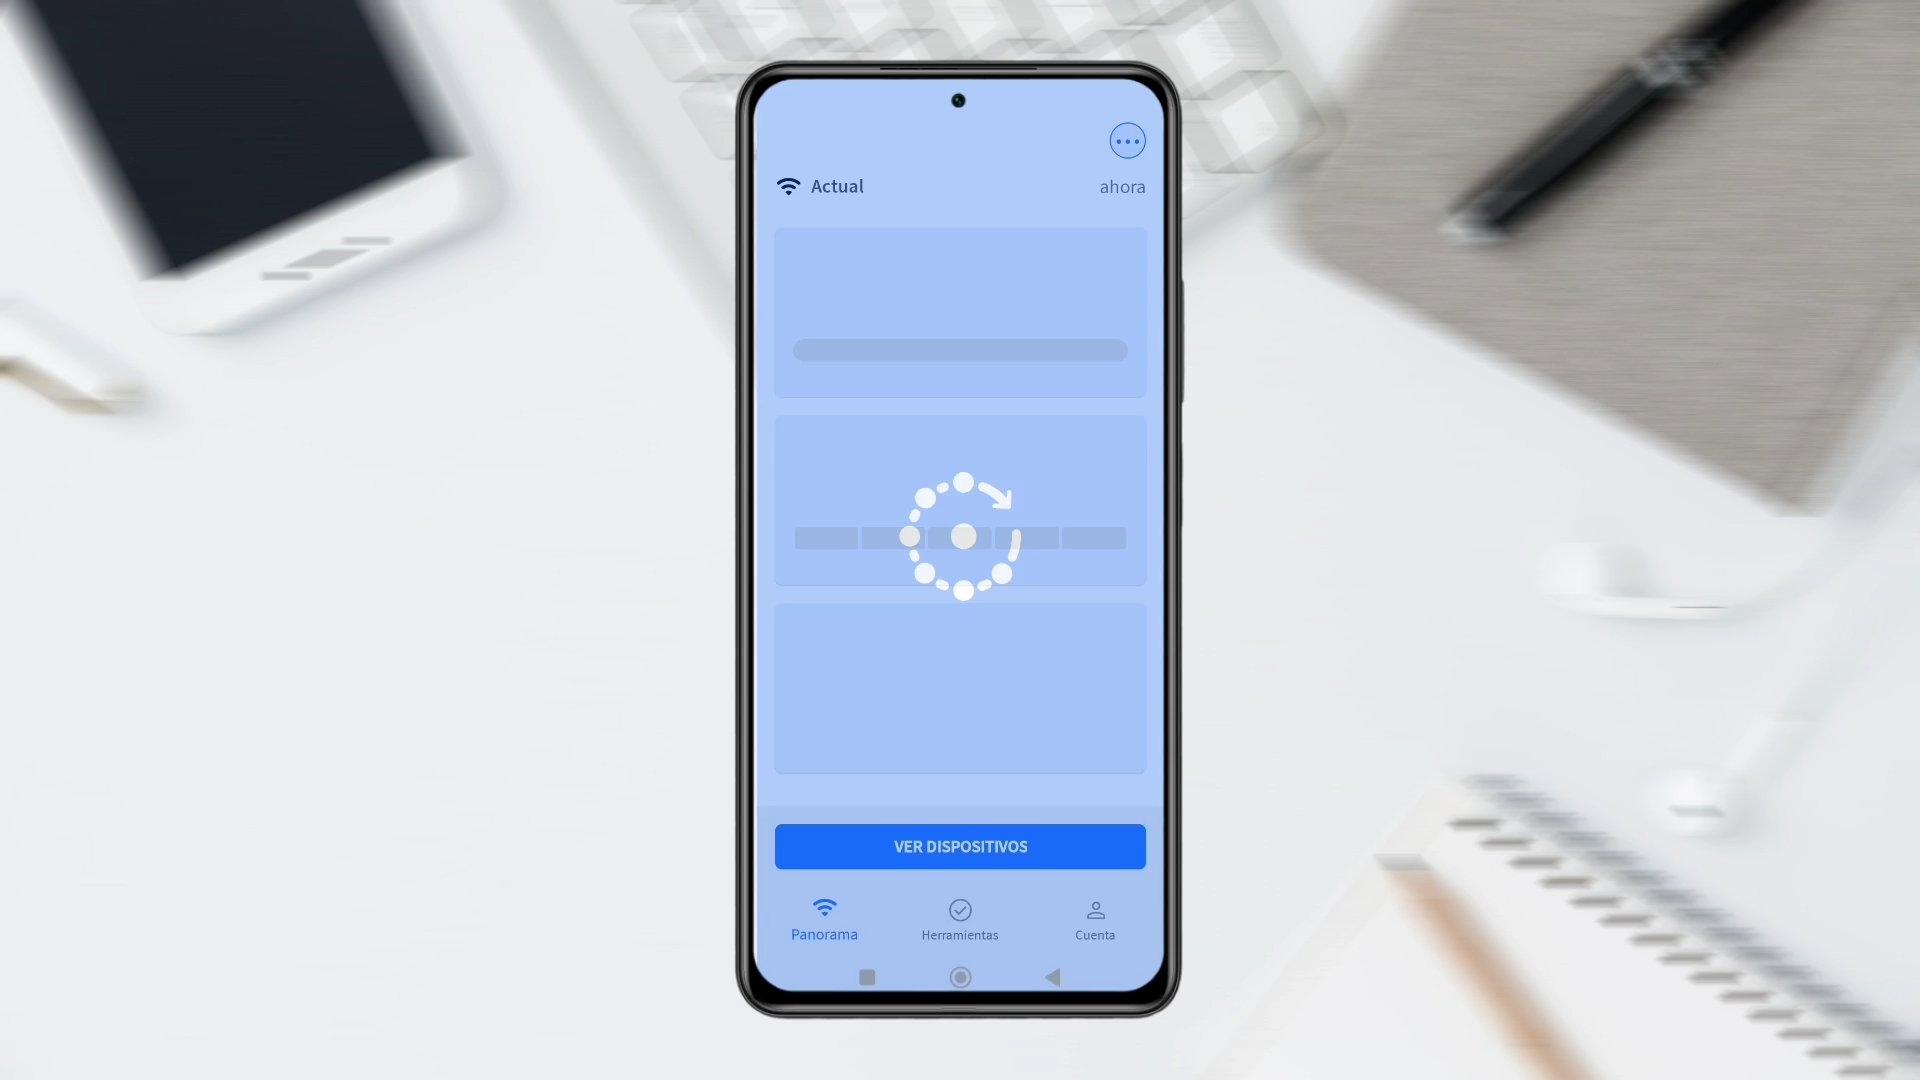 Actual
ahora
VER DISPOSITIVOS
Panorama
Herramientas
Cuenta